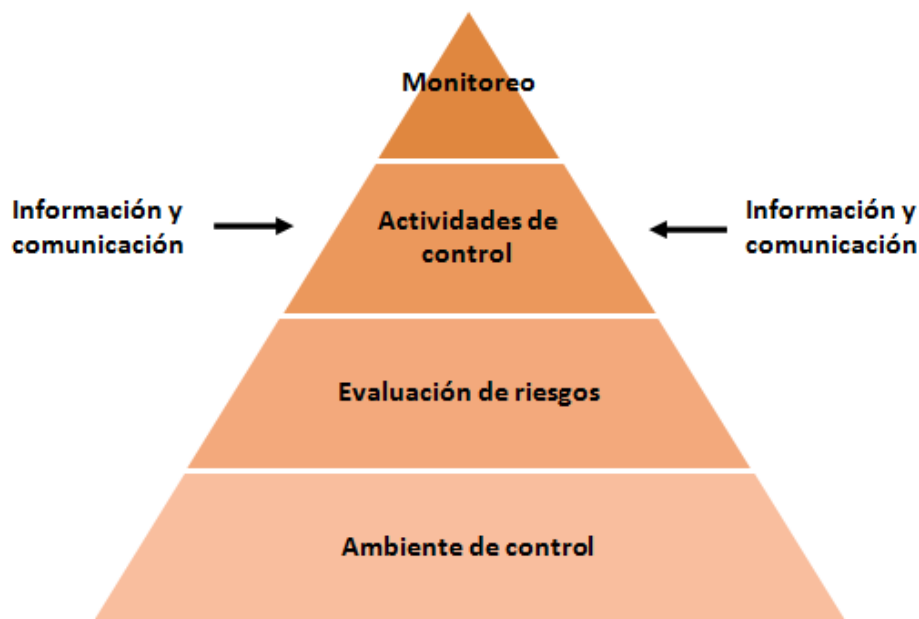 Monitoreo
Información y
comunicación
Actividades de
control
Información y
comunicación
Evaluación de riesgos
Ambiente de control